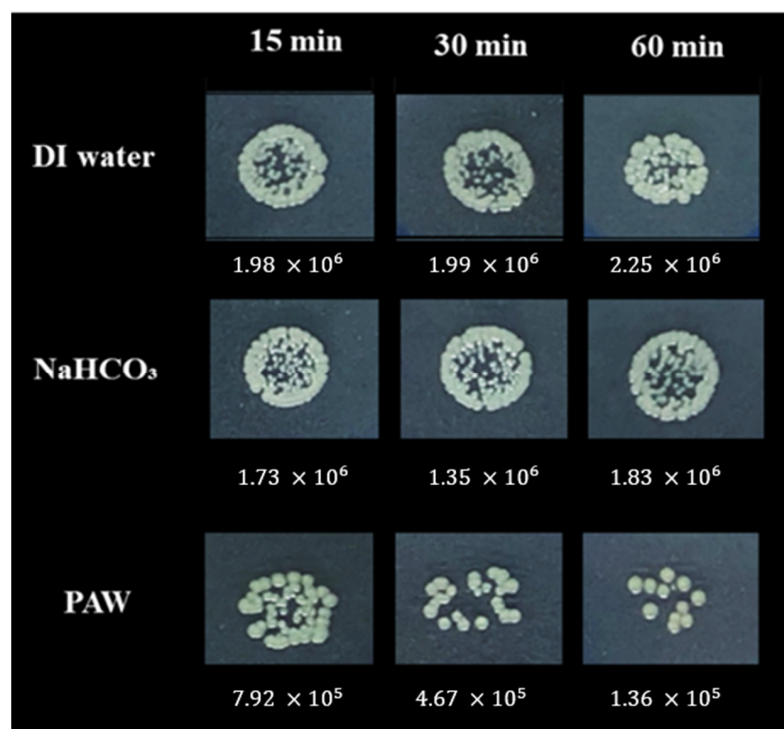 15 min 30 min 60 min
DI water
1.98 × 10⁶ 1.99 × 10⁶ 2.25 × 10⁶
NaHCO₃
1.73 × 10⁶ 1.35 × 10⁶ 1.83 × 10⁶
PAW
7.92 × 10⁵ 4.67 × 10⁵ 1.36 × 10⁵